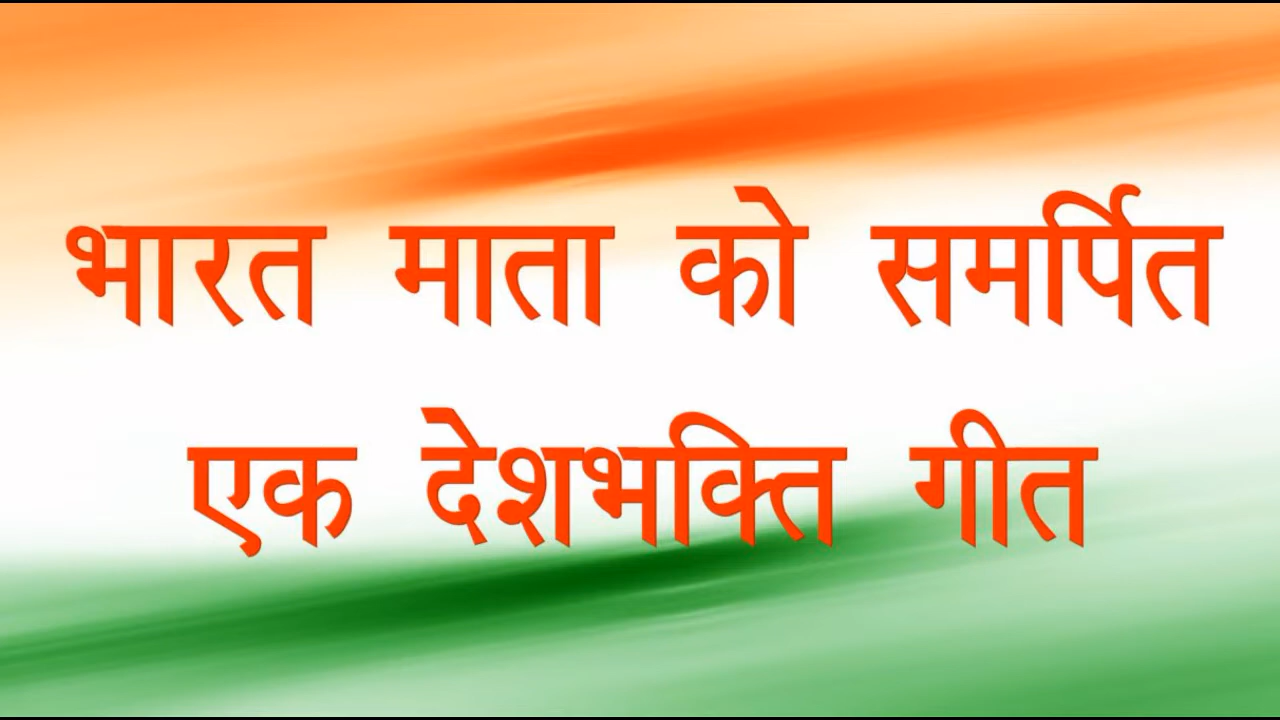 भारत माता को समर्पित
एक देशभक्ति गीत